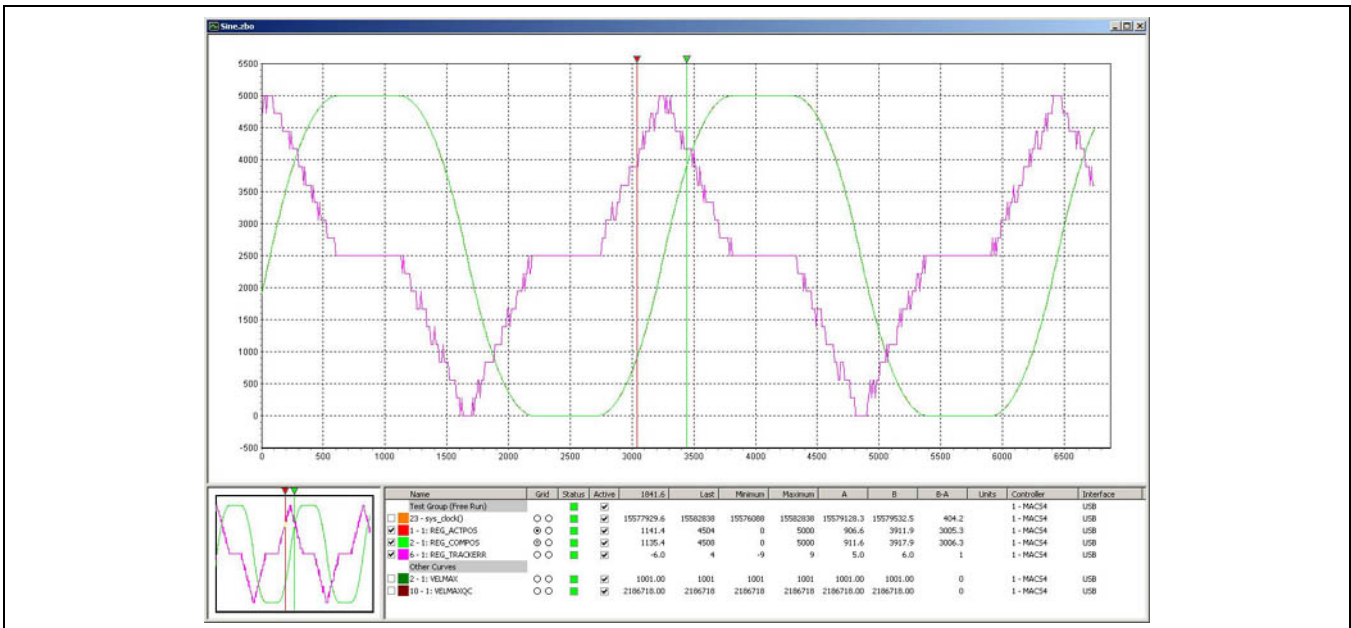 Sine.zbo
5500
5000
4500
4000
3500
3000
2500
2000
1500
1000
500
0
-500
0 500 1000 1500 2000 2500 3000 3500 4000 4500 5000 5500 6000 6500
Name Grid Status Active 1841.6 Last Minimum Maximum A B B-A Units Controller Interface
Test Group (Free Run) 1 - MACS4 USB
23 - sys_clock() 15577929.6 15582838 15576088 15582838 15579128.3 15579532.5 404.2 1 - MACS4 USB
1 - 1: REG_ACTPOS 1141.4 4504 0 5000 906.6 3911.9 3005.3 1 - MACS4 USB
2 - 1: REG_COMPOS 1135.4 4508 0 5000 911.6 3917.9 3006.3 1 - MACS4 USB
6 - 1: REG_TRACKERR -6.0 4 -9 9 5.0 6.0 1 1 - MACS4 USB
Other Curves
2 - 1: VELMAX 1001.00 1001 1001 1001 1001.00 1001.00 0 1 - MACS4 USB
10 - 1: VELMAXQC 2186718.00 2186718 2186718 2186718 2186718.00 2186718.00 0 1 - MACS4 USB